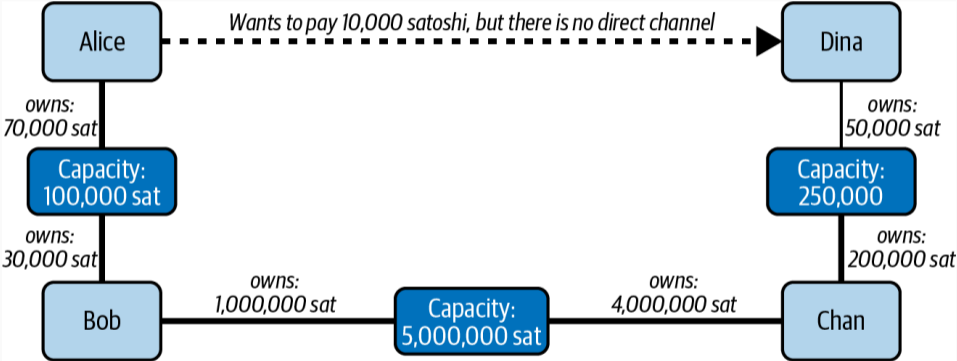 Wants to pay 10,000 satoshi, but there is no direct channel
Alice
Dina
owns:
70,000 sat
owns:
50,000 sat
Capacity:
100,000 sat
Capacity:
250,000
owns:
30,000 sat
owns:
200,000 sat
Bob
owns:
1,000,000 sat
Capacity:
5,000,000 sat
owns:
4,000,000 sat
Chan